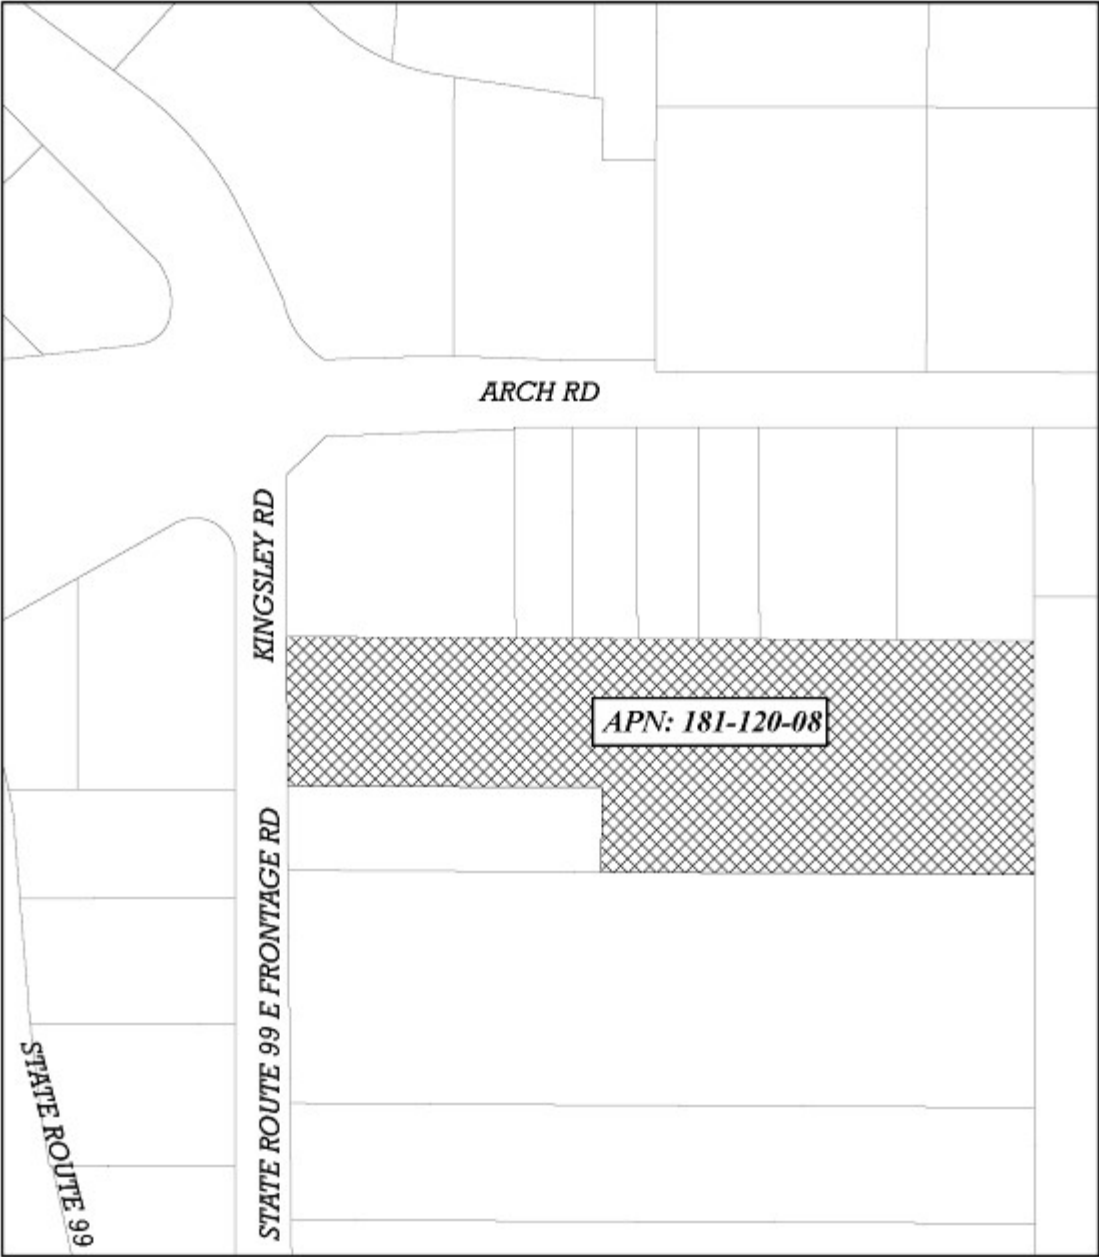 ARCH RD
KINGSLEY RD
APN: 181-120-08
STATE ROUTE 99 E FRONTAGE RD
STATE ROUTE 99